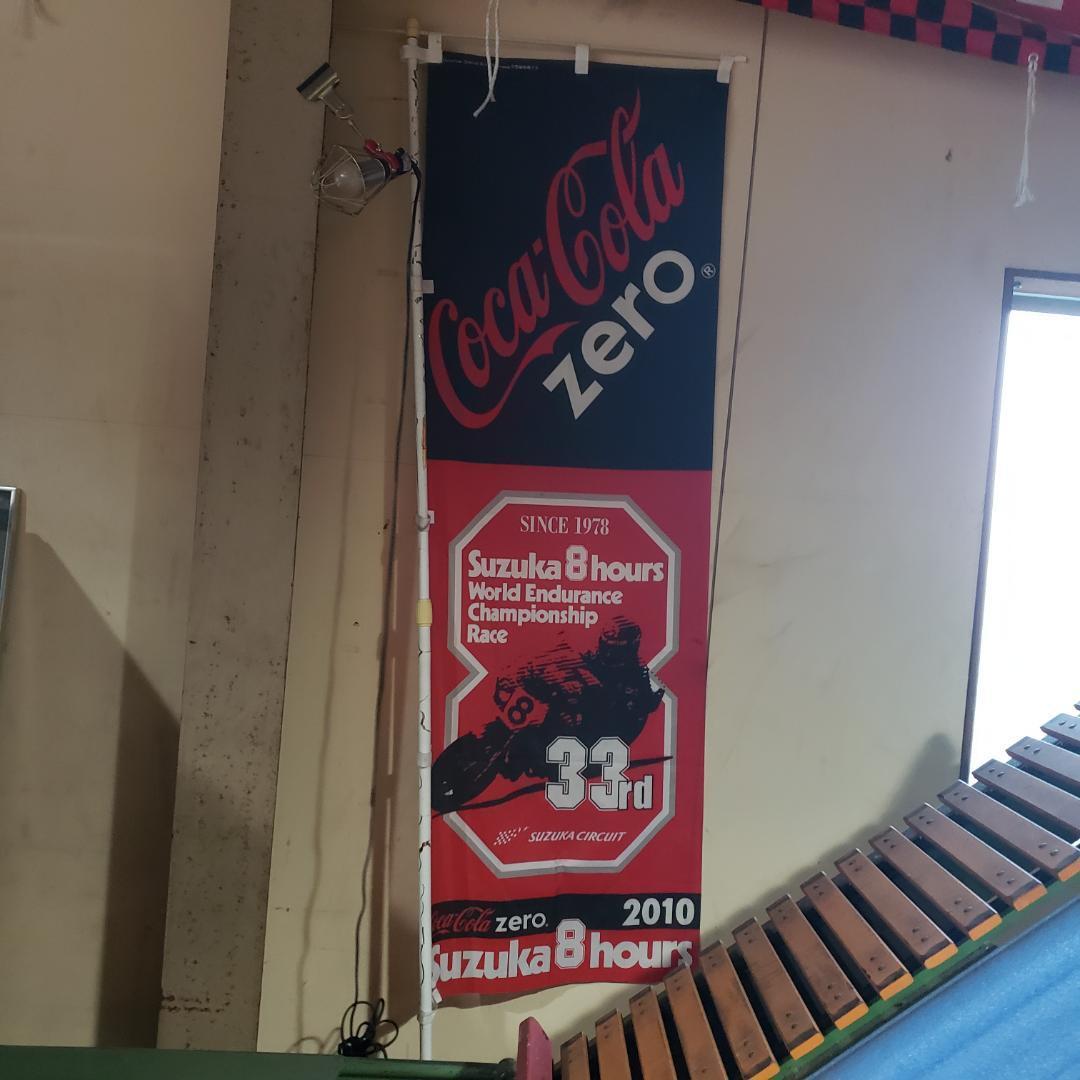 Coca-Cola
zero®
SINCE 1978
Suzuka 8 hours
World Endurance
Championship
Race
8
33rd
SUZUKA CIRCUIT
Coca-Cola zero. 2010
Suzuka 8 hours